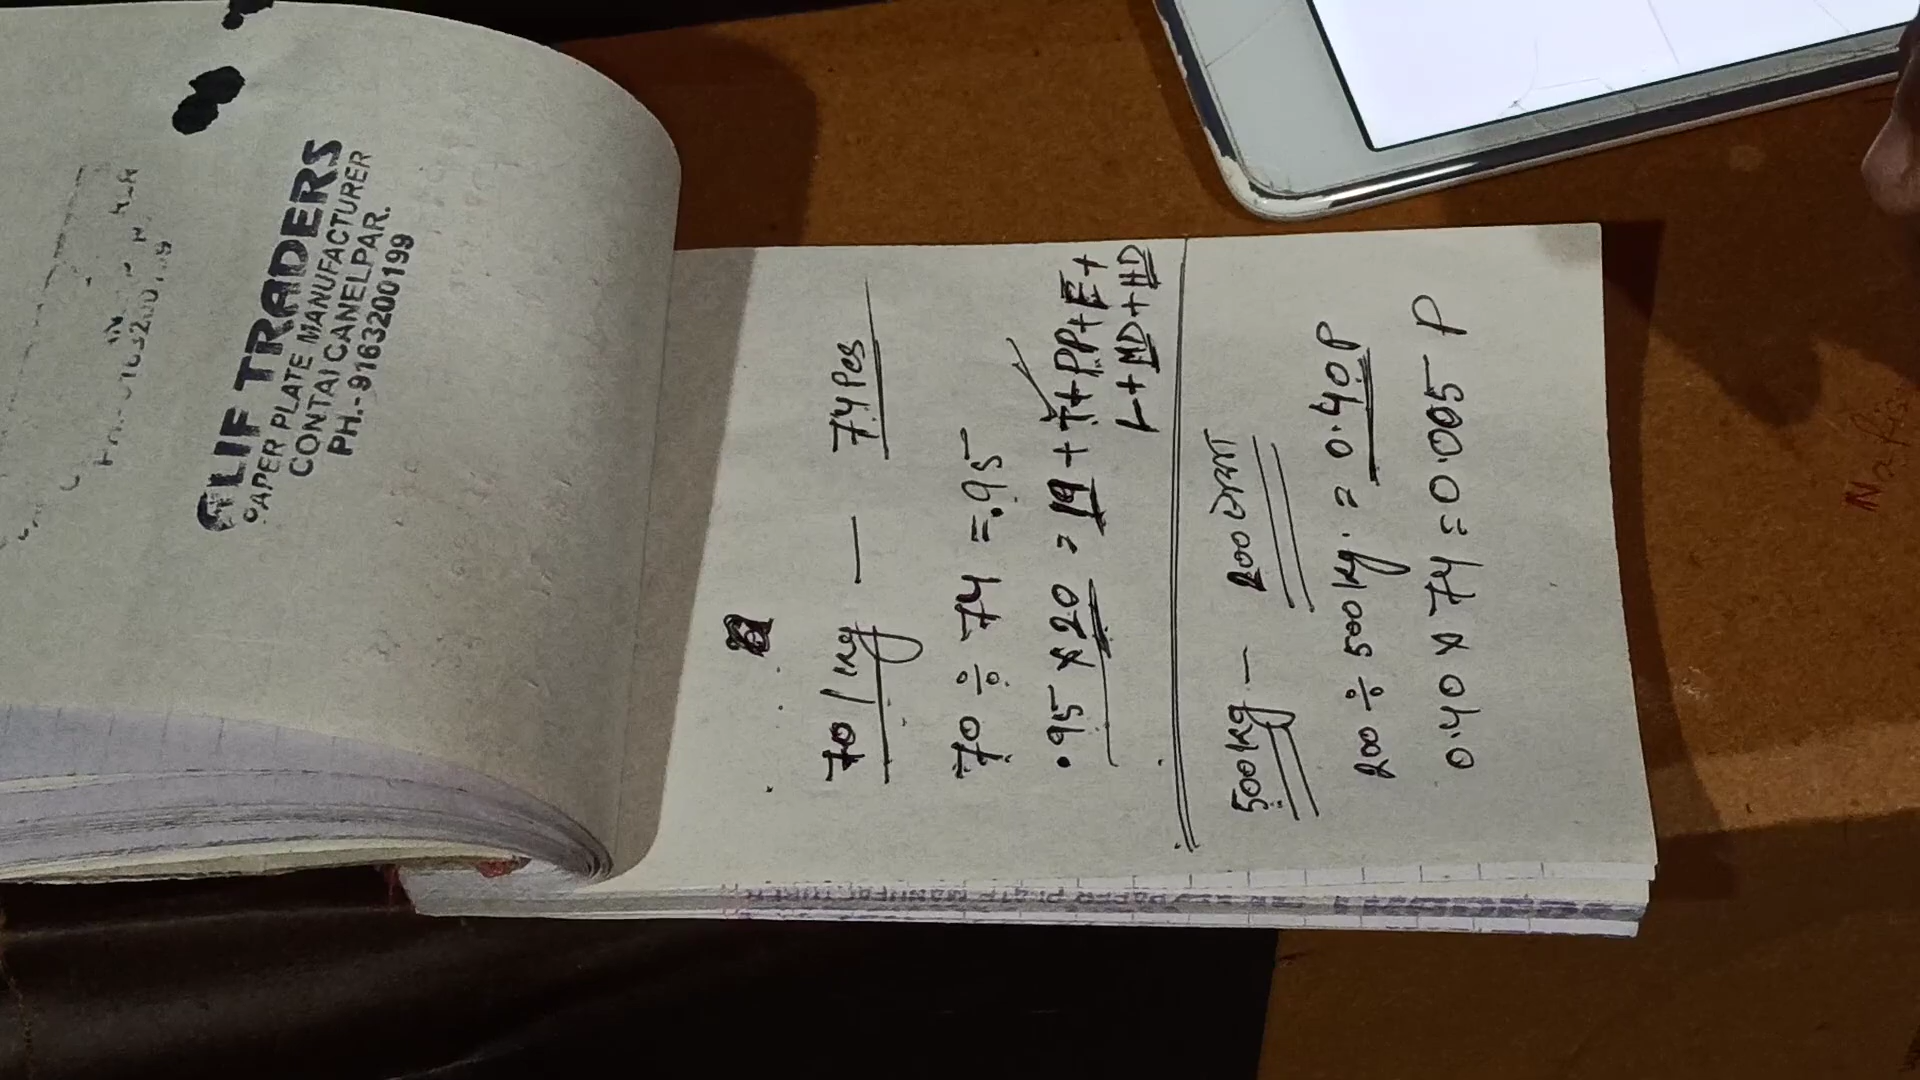 ALIF TRADERS
PAPER PLATE MANUFACTURER
CONTAI CANELPAR.
PH.-9163200199
70/kg — 74 Pcs
70 ÷ 74 = .95
.95 × 20 = 19 + T + PP + E +
L + MD + HD
500kg — 200 টাকা
200 ÷ 500kg. = 0.40P
0.40 × 74 = 0.005 P